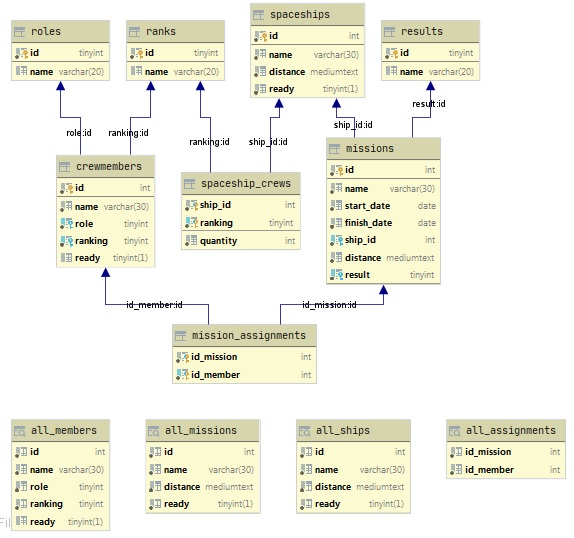 roles
id tinyint
name varchar(20)
ranks
id tinyint
name varchar(20)
spaceships
id int
name varchar(30)
distance mediumtext
ready tinyint(1)
results
id tinyint
name varchar(20)
role:id
ranking:id
ranking:id
ship_id:id
ship_id:id
result:id
crewmembers
id int
name varchar(30)
role tinyint
ranking tinyint
ready tinyint(1)
spaceship_crews
ship_id int
ranking tinyint
quantity int
missions
id int
name varchar(30)
start_date date
finish_date date
ship_id int
distance mediumtext
result tinyint
id_member:id
id_mission:id
mission_assignments
id_mission int
id_member int
all_members
id int
name varchar(30)
role tinyint
ranking tinyint
ready tinyint(1)
all_missions
id int
name varchar(30)
distance mediumtext
ready tinyint(1)
all_ships
id int
name varchar(30)
distance mediumtext
ready tinyint(1)
all_assignments
id_mission int
id_member int